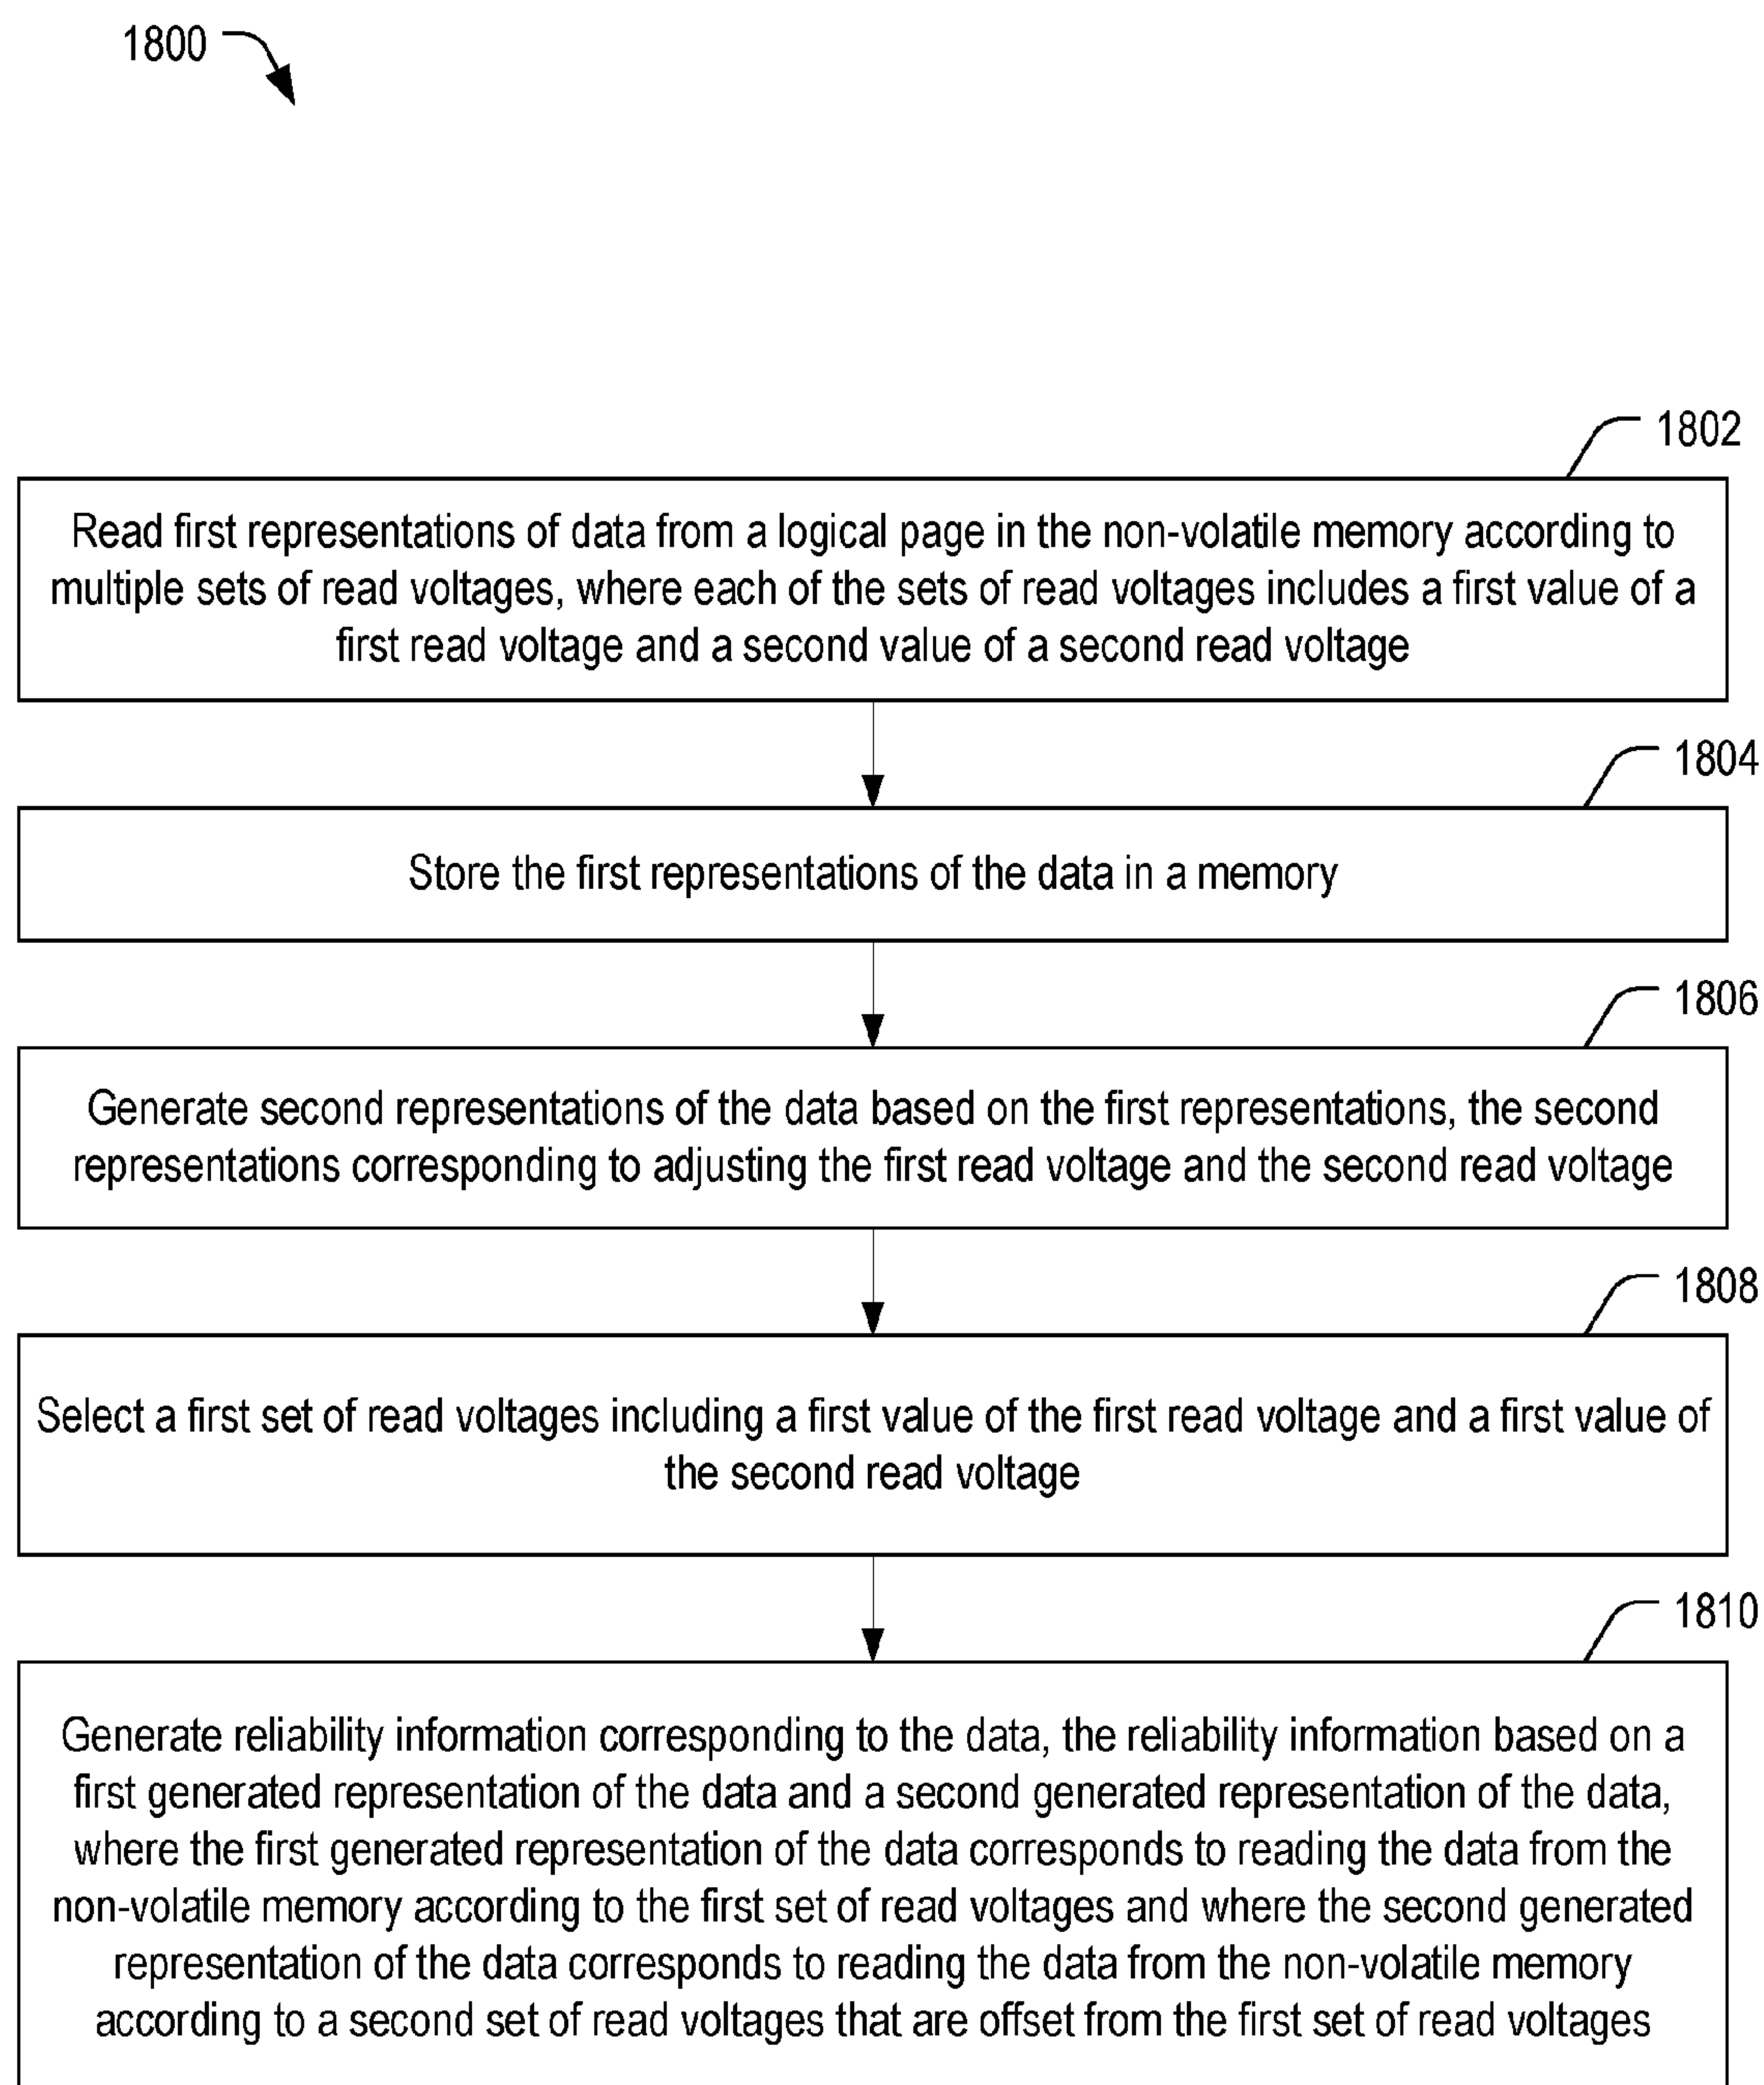 1800
1802
Read first representations of data from a logical page in the non-volatile memory according to
multiple sets of read voltages, where each of the sets of read voltages includes a first value of a
first read voltage and a second value of a second read voltage
1804
Store the first representations of the data in a memory
1806
Generate second representations of the data based on the first representations, the second
representations corresponding to adjusting the first read voltage and the second read voltage
1808
Select a first set of read voltages including a first value of the first read voltage and a first value of
the second read voltage
1810
Generate reliability information corresponding to the data, the reliability information based on a
first generated representation of the data and a second generated representation of the data,
where the first generated representation of the data corresponds to reading the data from the
non-volatile memory according to the first set of read voltages and where the second generated
representation of the data corresponds to reading the data from the non-volatile memory
according to a second set of read voltages that are offset from the first set of read voltages